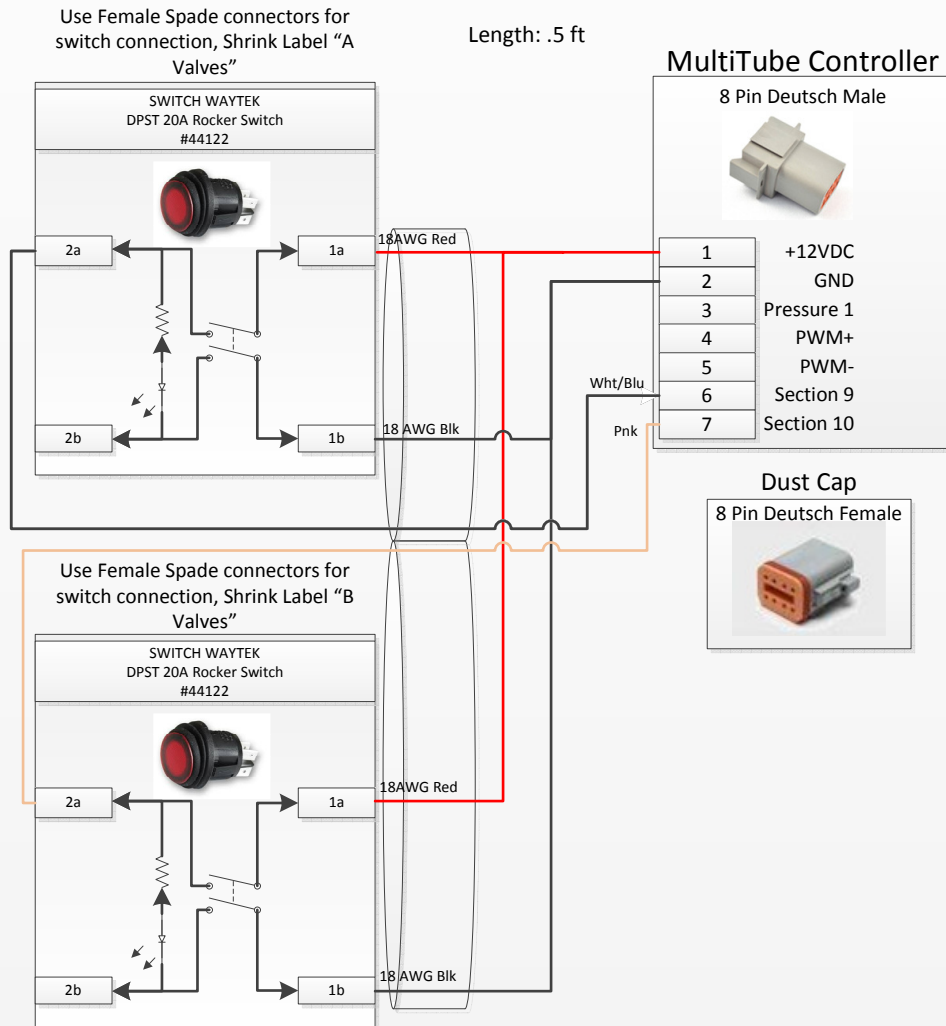 Use Female Spade connectors for
switch connection, Shrink Label “A
Valves”
Length: .5 ft
MultiTube Controller
SWITCH WAYTEK
DPST 20A Rocker Switch
#44122
8 Pin Deutsch Male
2a
1a
18AWG Red
1
+12VDC
2
GND
3
Pressure 1
4
PWM+
5
PWM-
Wht/Blu
6
Section 9
Pnk
7
Section 10
2b
1b
18 AWG Blk
Dust Cap
8 Pin Deutsch Female
Use Female Spade connectors for
switch connection, Shrink Label “B
Valves”
SWITCH WAYTEK
DPST 20A Rocker Switch
#44122
2a
1a
18AWG Red
2b
1b
18 AWG Blk